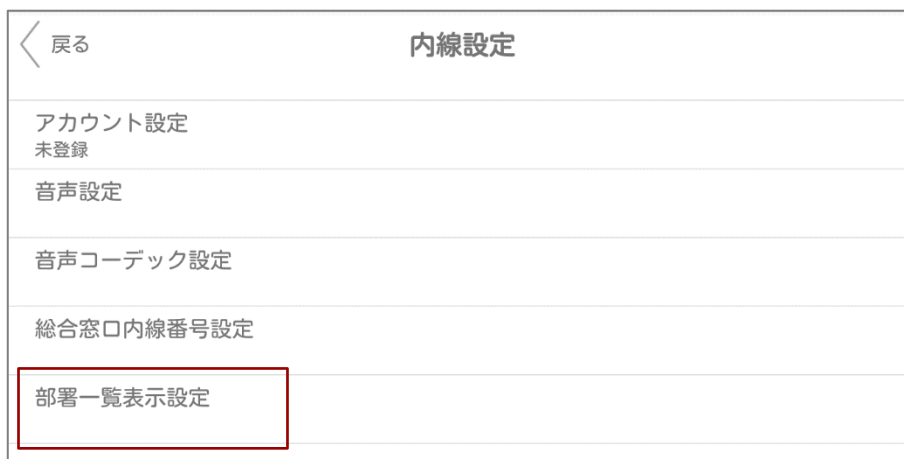 戻る
内線設定
アカウント設定
未登録
音声設定
音声コーデック設定
総合窓口内線番号設定
部署一覧表示設定